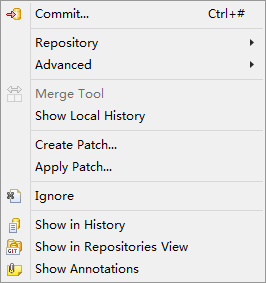 Commit... Ctrl+#
Repository
Advanced
Merge Tool
Show Local History
Create Patch...
Apply Patch...
Ignore
Show in History
GIT Show in Repositories View
Show Annotations